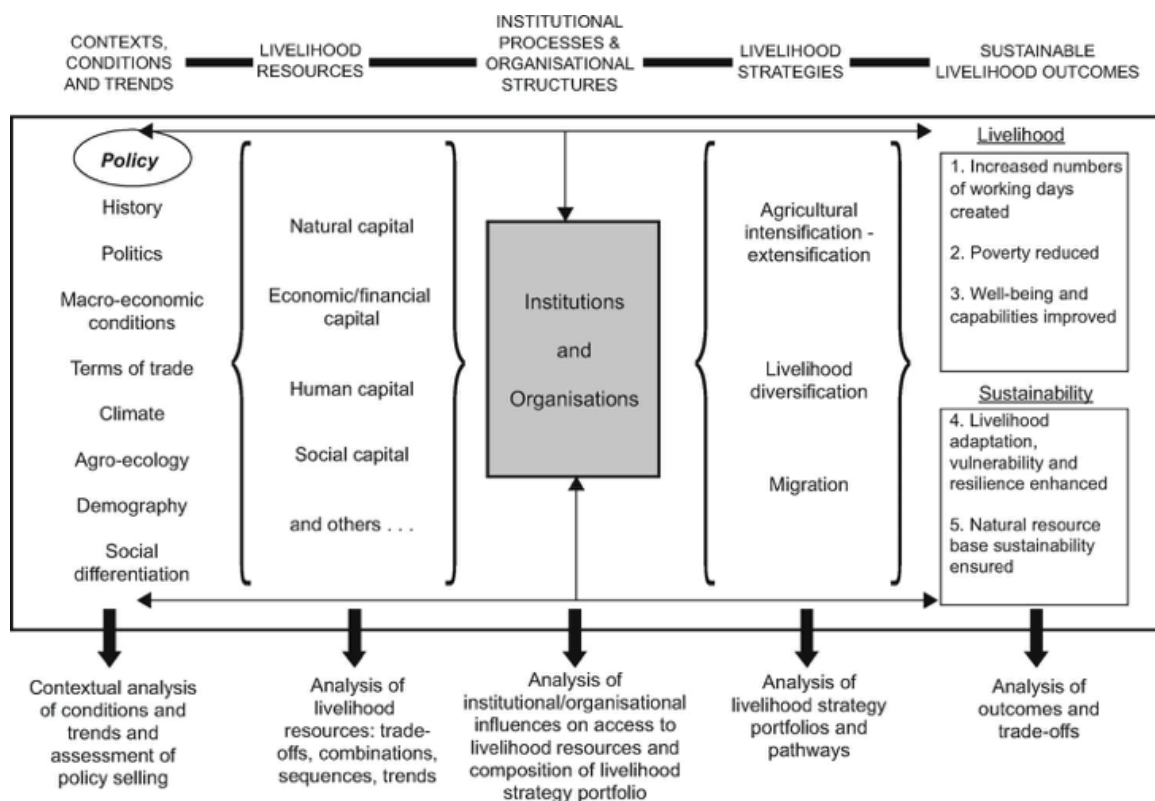 CONTEXTS,
CONDITIONS
AND TRENDS
LIVELIHOOD
RESOURCES
INSTITUTIONAL
PROCESSES &
ORGANISATIONAL
STRUCTURES
LIVELIHOOD
STRATEGIES
SUSTAINABLE
LIVELIHOOD OUTCOMES
Policy
History
Politics
Macro-economic
conditions
Terms of trade
Climate
Agro-ecology
Demography
Social
differentiation
Natural capital
Economic/financial
capital
Human capital
Social capital
and others . . .
Institutions
and
Organisations
Agricultural
intensification -
extensification
Livelihood
diversification
Migration
Livelihood
1. Increased numbers
of working days
created
2. Poverty reduced
3. Well-being and
capabilities improved
Sustainability
4. Livelihood
adaptation,
vulnerability and
resilience enhanced
5. Natural resource
base sustainability
ensured
Contextual analysis
of conditions and
trends and
assessment of
policy selling
Analysis of
livelihood
resources: trade-
offs, combinations,
sequences, trends
Analysis of
institutional/organisational
influences on access to
livelihood resources and
composition of livelihood
strategy portfolio
Analysis of
livelihood strategy
portfolios and
pathways
Analysis of
outcomes and
trade-offs